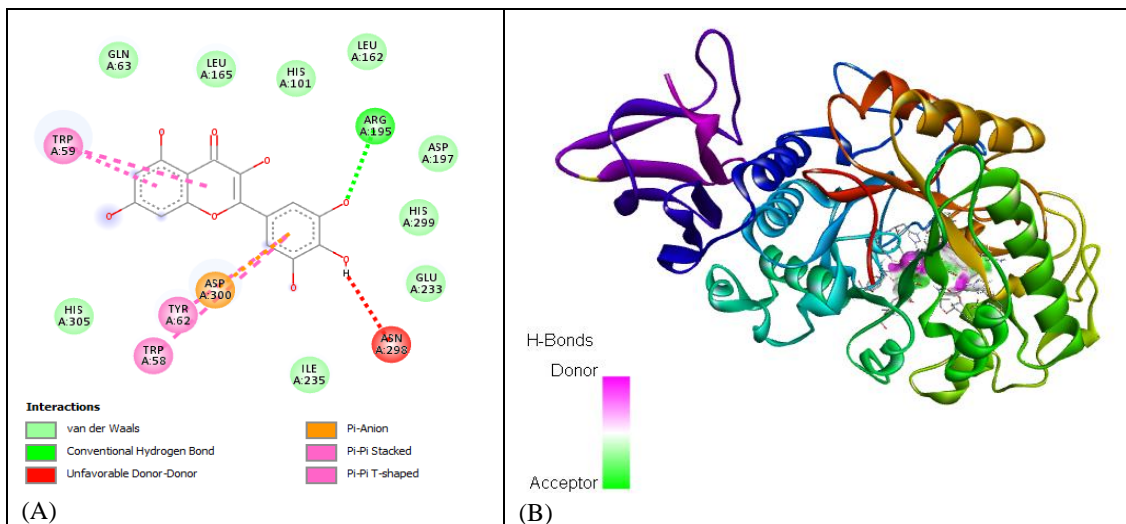 GLN
A:63
LEU
A:165
HIS
A:101
LEU
A:162
TRP
A:59
ARG
A:195
ASP
A:197
HIS
A:299
GLU
A:233
ASP
A:300
TYR
A:62
HIS
A:305
TRP
A:58
ASN
A:298
ILE
A:235
O
O
O
O
O
O
O
O
H
Interactions
van der Waals
Conventional Hydrogen Bond
Unfavorable Donor-Donor
Pi-Anion
Pi-Pi Stacked
Pi-Pi T-shaped
(A)
H-Bonds
Donor
Acceptor
(B)